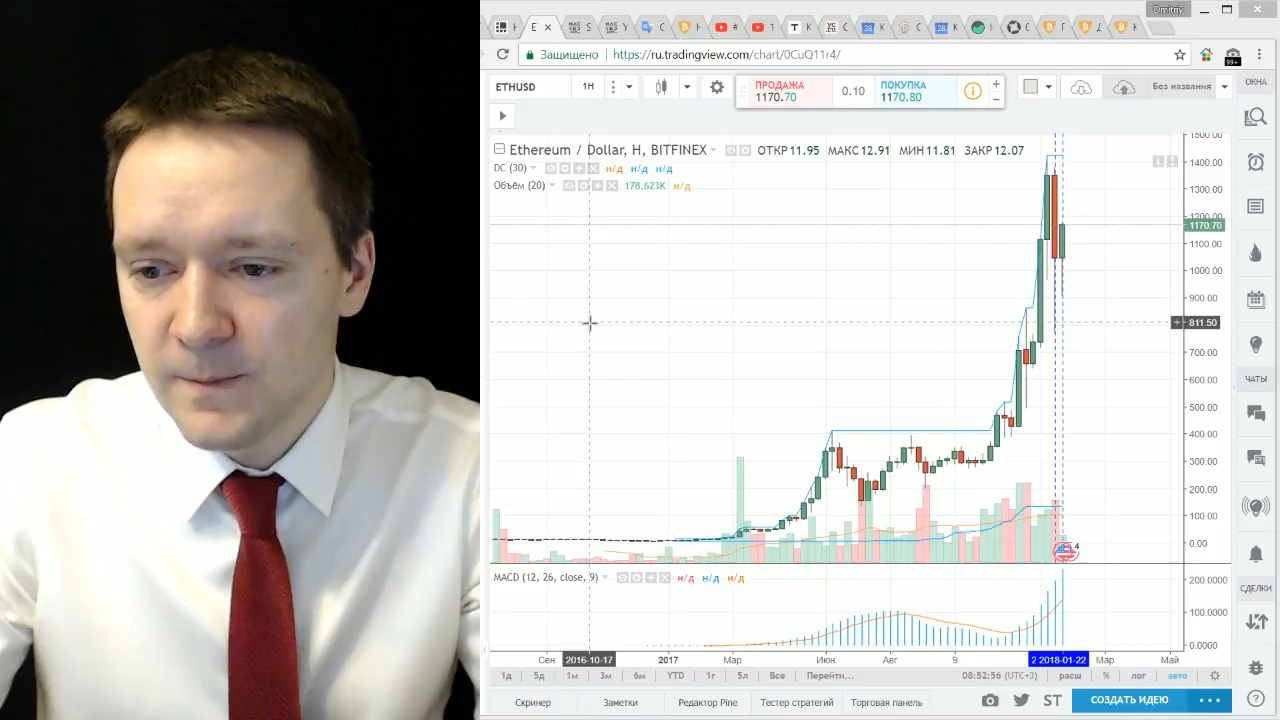 Dmitriy
Защищено https://ru.tradingview.com/chart/0CuQ11r4/
99+
ETHUSD 1Н ПРОДАЖА 1170.70 0.10 ПОКУПКА 1170.80 Без названия ОКНА
Ethereum / Dollar, H, BITFINEX ОТКР 11.95 МАКС 12.91 МИН 11.81 ЗАКР 12.07
DC (30) н/д н/д н/д
Объём (20) 178.623K н/д
1500.00
1400.00
1300.00
1200.00
1170.70
1100.00
1000.00
900.00
811.50
700.00
600.00
500.00
400.00
300.00
200.00
100.00
0.00
4
MACD (12, 26, close, 9) н/д н/д н/д
200.0000
100.0000
0.0000
ЧАТЫ
СДЕЛКИ
Сен 2016-10-17 2017 Мар Июн Авг 9 2 2018-01-22 Мар Май
1д 5д 1м 3м 6м YTD 1г 5л Все Перейти... 08:52:56 (UTC+3) расш % лог авто
Скринер Заметки Редактор Pine Тестер стратегий Торговая панель ST СОЗДАТЬ ИДЕЮ